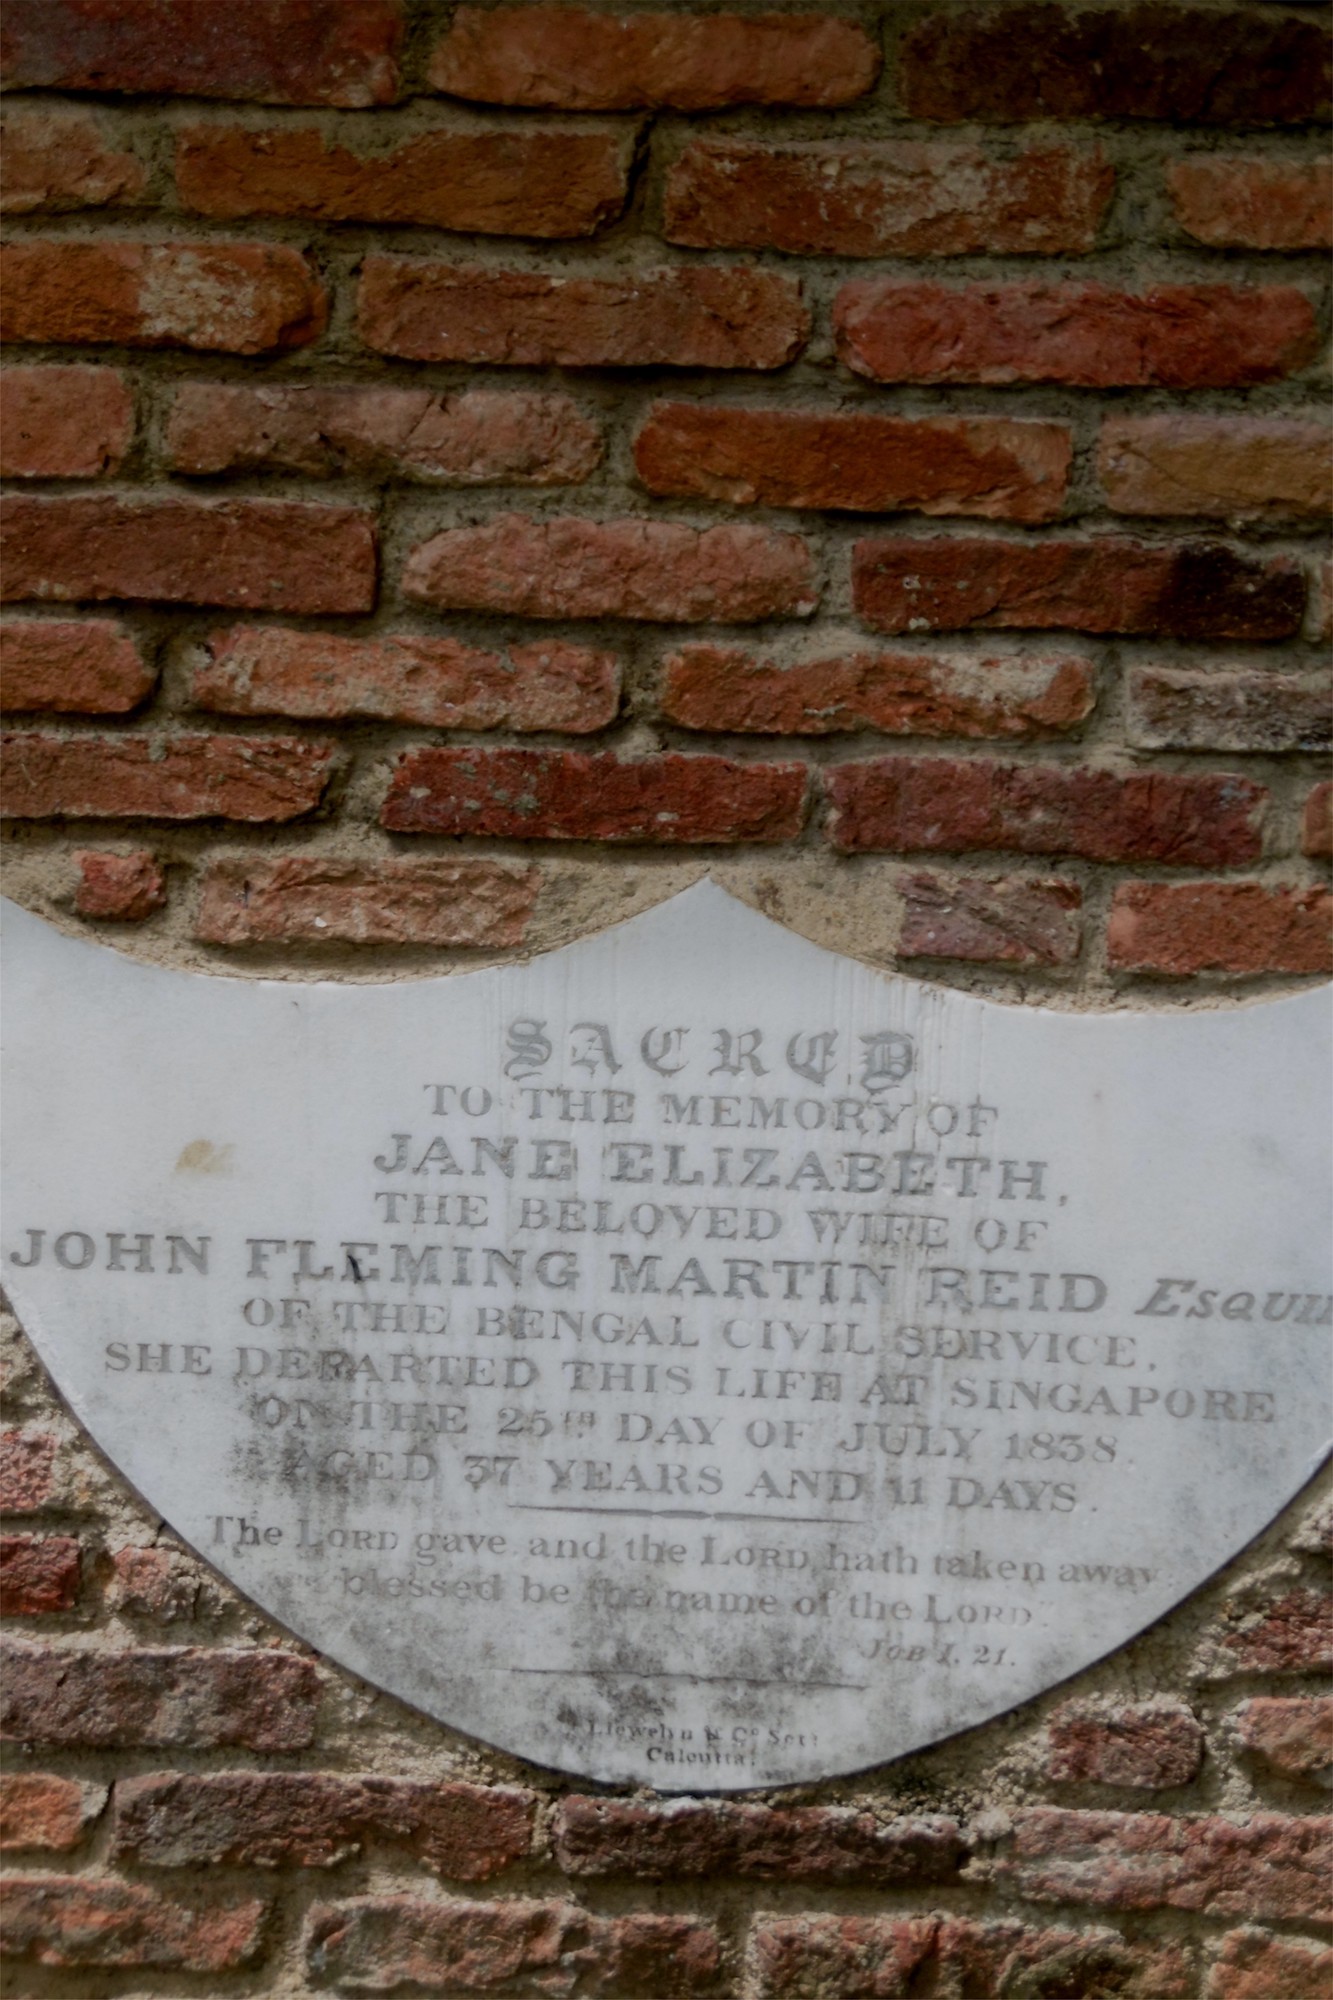 SACRED
TO THE MEMORY OF
JANE ELIZABETH,
THE BELOVED WIFE OF
JOHN FLEMING MARTIN REID
OF THE BENGAL CIVIL SERVICE,
SHE DEPARTED THIS LIFE AT SINGAPORE
ON THE 25TH DAY OF JULY 1838.
AGED 37 YEARS AND 11 DAYS.
The LORD gave and the LORD hath taken away
blessed be the name of the LORD."
JOB I. 21.
Llewelyn & Co
Calcutta.